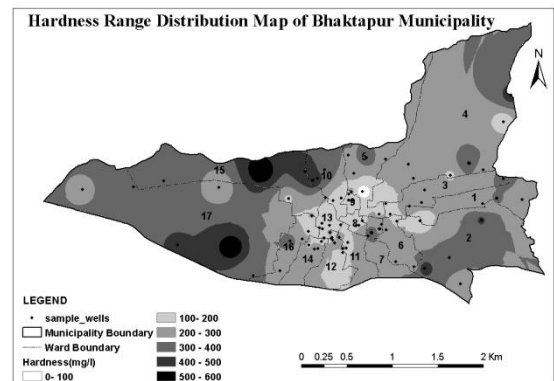 Hardness Range Distribution Map of Bhaktapur Municipality
N
4
5
15
10
3
1
9
17
13
8
2
16
6
14
12
11
7
LEGEND
sample_wells
Municipality Boundary
Ward Boundary
Hardness(mg/l)
0- 100
100- 200
200- 300
300- 400
400- 500
500- 600
0 0.25 0.5 1 1.5 2 Km